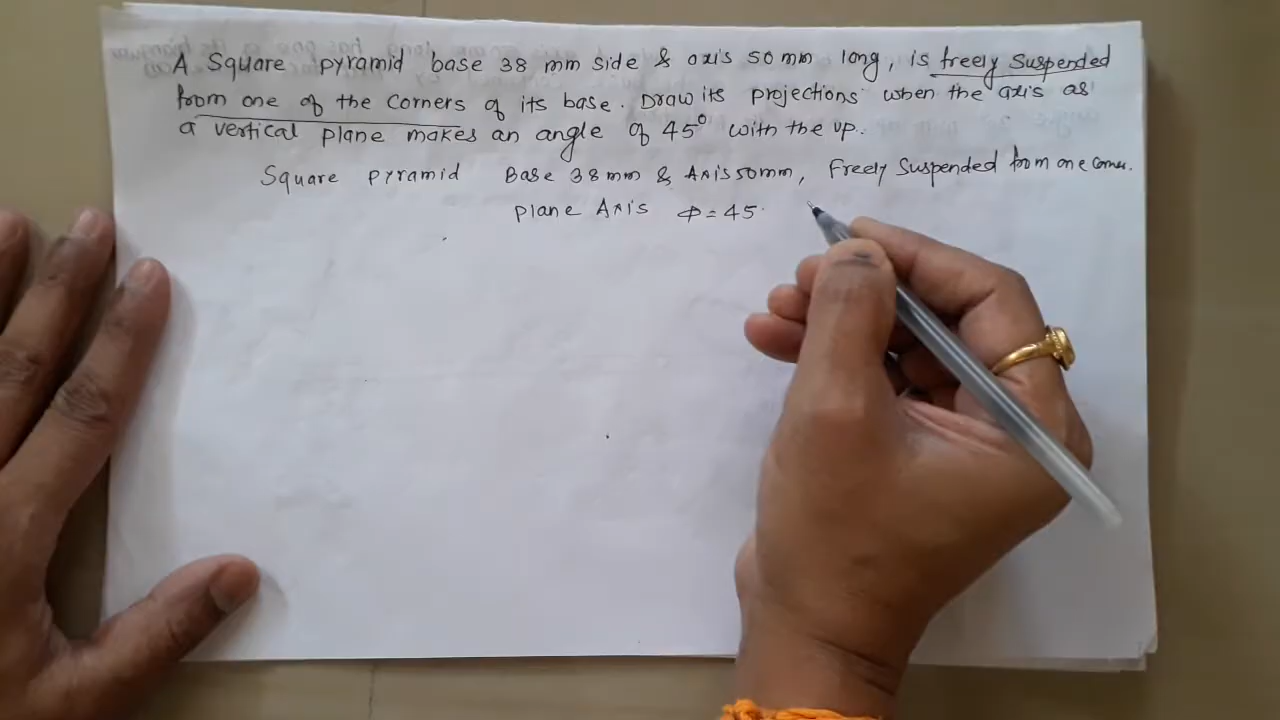 A Square pyramid base 38 mm side & axis 50 mm long, is freely suspended
from one of the corners of its base. Draw its projections when the axis as
a vertical plane makes an angle of 45° with the vp.
Square pyramid Base 38mm & Axis 50mm, Freely Suspended from one corner.
plane Axis φ = 45